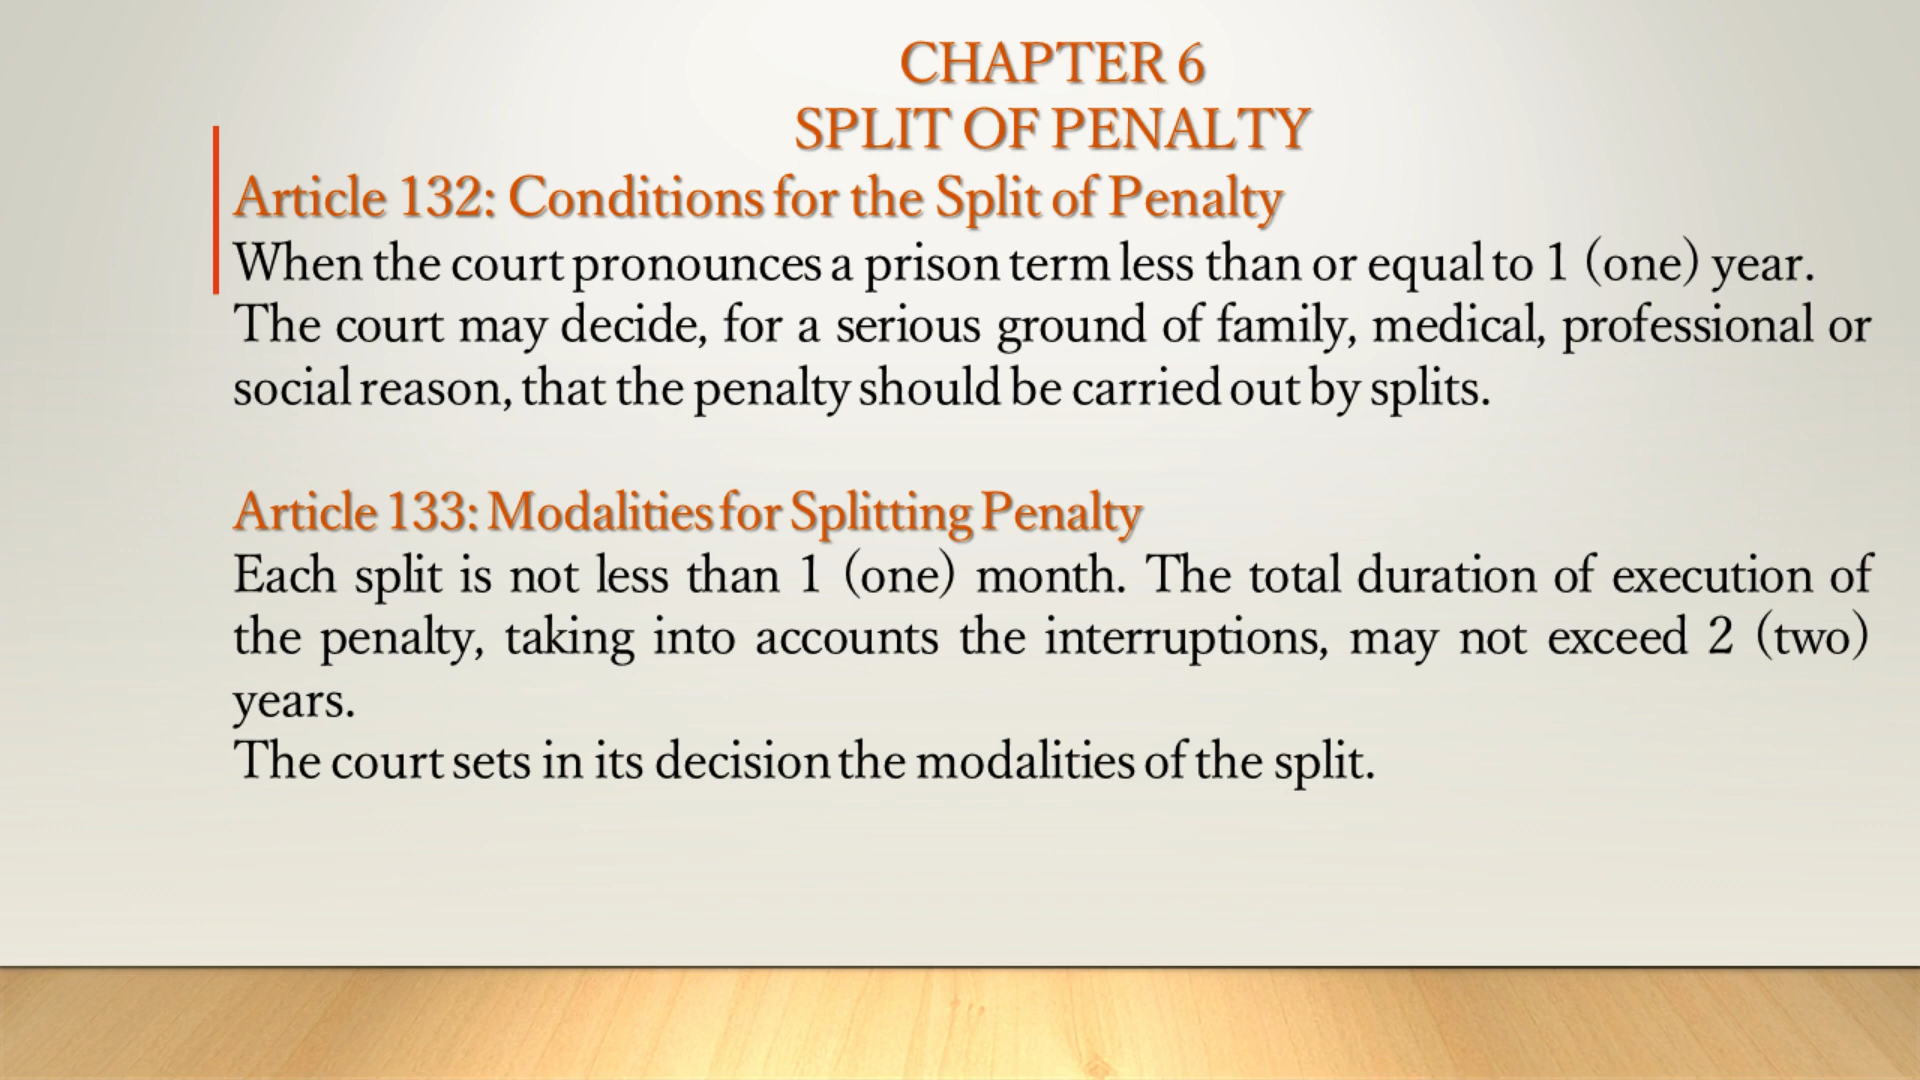 CHAPTER 6
SPLIT OF PENALTY
Article 132: Conditions for the Split of Penalty
When the court pronounces a prison term less than or equal to 1 (one) year.
The court may decide, for a serious ground of family, medical, professional or
social reason, that the penalty should be carried out by splits.
Article 133: Modalities for Splitting Penalty
Each split is not less than 1 (one) month. The total duration of execution of
the penalty, taking into accounts the interruptions, may not exceed 2 (two)
years.
The court sets in its decision the modalities of the split.